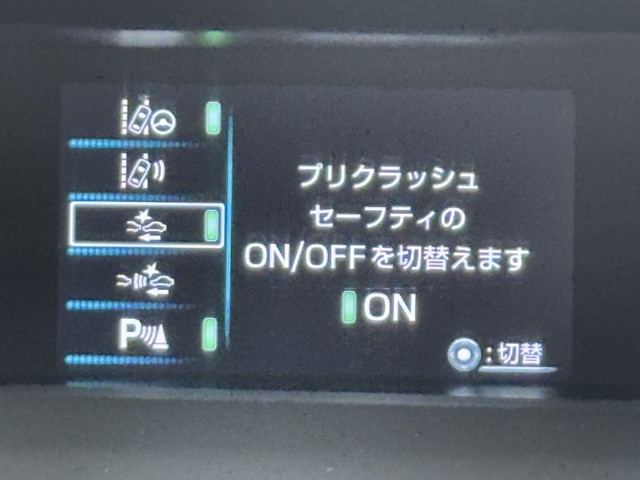 プリクラッシュ
セーフティの
ON/OFFを切替えます
ON
P
:切替